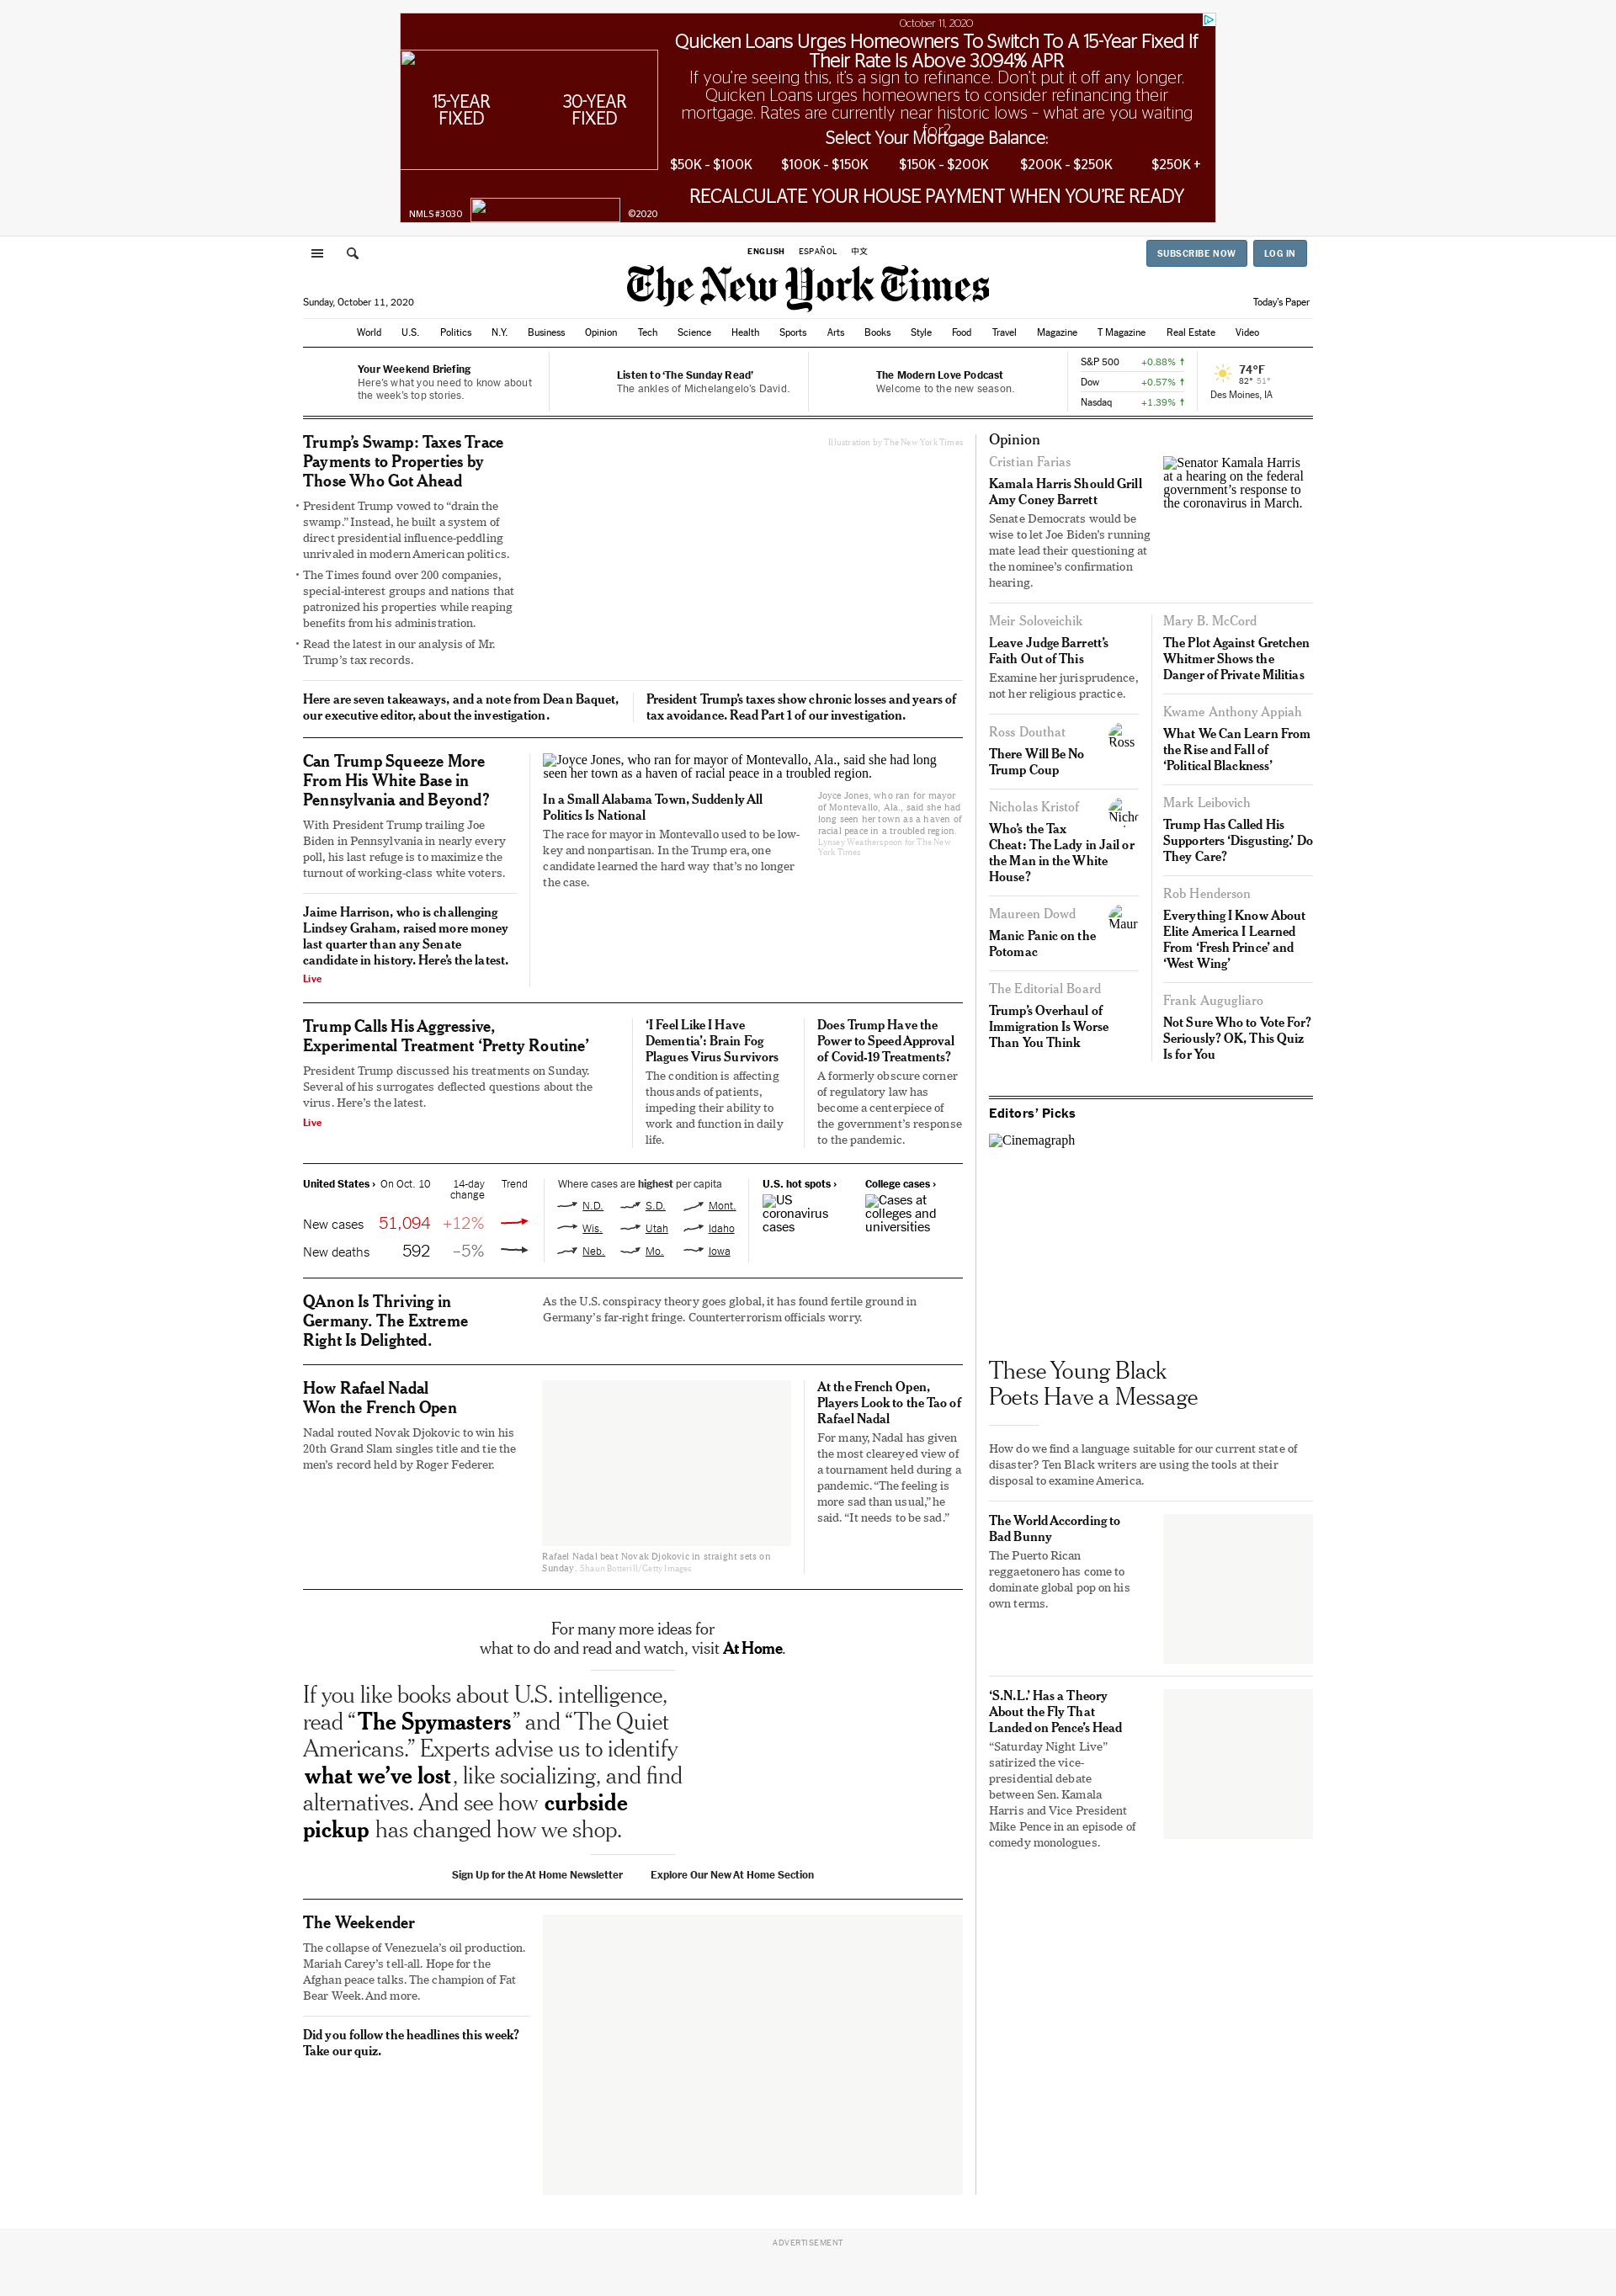 October 11, 2020
Quicken Loans Urges Homeowners To Switch To A 15-Year Fixed If
Their Rate Is Above 3.094% APR
If you're seeing this, it's a sign to refinance. Don't put it off any longer.
Quicken Loans urges homeowners to consider refinancing their
mortgage. Rates are currently near historic lows – what are you waiting
for?
15-YEAR
FIXED
30-YEAR
FIXED
Select Your Mortgage Balance:
$50K - $100K
$100K - $150K
$150K - $200K
$200K - $250K
$250K +
RECALCULATE YOUR HOUSE PAYMENT WHEN YOU'RE READY
NMLS #3030
©2020
ENGLISH
ESPAÑOL
中文
SUBSCRIBE NOW
LOG IN
The New York Times
Sunday, October 11, 2020
Today's Paper
World
U.S.
Politics
N.Y.
Business
Opinion
Tech
Science
Health
Sports
Arts
Books
Style
Food
Travel
Magazine
T Magazine
Real Estate
Video
Your Weekend Briefing
Here's what you need to know about
the week's top stories.
Listen to 'The Sunday Read'
The ankles of Michelangelo's David.
The Modern Love Podcast
Welcome to the new season.
S&P 500 +0.88% ↑
Dow +0.57% ↑
Nasdaq +1.39% ↑
74°F
82° 51°
Des Moines, IA
Trump's Swamp: Taxes Trace
Payments to Properties by
Those Who Got Ahead
• President Trump vowed to "drain the
swamp." Instead, he built a system of
direct presidential influence-peddling
unrivaled in modern American politics.
• The Times found over 200 companies,
special-interest groups and nations that
patronized his properties while reaping
benefits from his administration.
• Read the latest in our analysis of Mr.
Trump's tax records.
Illustration by The New York Times
Here are seven takeaways, and a note from Dean Baquet,
our executive editor, about the investigation.
President Trump's taxes show chronic losses and years of
tax avoidance. Read Part 1 of our investigation.
Can Trump Squeeze More
From His White Base in
Pennsylvania and Beyond?
With President Trump trailing Joe
Biden in Pennsylvania in nearly every
poll, his last refuge is to maximize the
turnout of working-class white voters.
Jaime Harrison, who is challenging
Lindsey Graham, raised more money
last quarter than any Senate
candidate in history. Here's the latest.
Live
Joyce Jones, who ran for mayor of Montevallo, Ala., said she had long
seen her town as a haven of racial peace in a troubled region.
In a Small Alabama Town, Suddenly All
Politics Is National
The race for mayor in Montevallo used to be low-
key and nonpartisan. In the Trump era, one
candidate learned the hard way that's no longer
the case.
Joyce Jones, who ran for mayor
of Montevallo, Ala., said she had
long seen her town as a haven of
racial peace in a troubled region.
Lynsey Weatherspoon for The New
York Times
Trump Calls His Aggressive,
Experimental Treatment 'Pretty Routine'
President Trump discussed his treatments on Sunday.
Several of his surrogates deflected questions about the
virus. Here's the latest.
Live
'I Feel Like I Have
Dementia': Brain Fog
Plagues Virus Survivors
The condition is affecting
thousands of patients,
impeding their ability to
work and function in daily
life.
Does Trump Have the
Power to Speed Approval
of Covid-19 Treatments?
A formerly obscure corner
of regulatory law has
become a centerpiece of
the government's response
to the pandemic.
United States › On Oct. 10 14-day
change Trend
New cases 51,094 +12%
New deaths 592 –5%
Where cases are highest per capita
N.D. S.D. Mont.
Wis. Utah Idaho
Neb. Mo. Iowa
U.S. hot spots ›
US
coronavirus
cases
College cases ›
Cases at
colleges and
universities
QAnon Is Thriving in
Germany. The Extreme
Right Is Delighted.
As the U.S. conspiracy theory goes global, it has found fertile ground in
Germany's far-right fringe. Counterterrorism officials worry.
How Rafael Nadal
Won the French Open
Nadal routed Novak Djokovic to win his
20th Grand Slam singles title and tie the
men's record held by Roger Federer.
Rafael Nadal beat Novak Djokovic in straight sets on
Sunday. Shaun Botterill/Getty Images
At the French Open,
Players Look to the Tao of
Rafael Nadal
For many, Nadal has given
the most cleareyed view of
a tournament held during a
pandemic. "The feeling is
more sad than usual," he
said. "It needs to be sad."
For many more ideas for
what to do and read and watch, visit At Home.
If you like books about U.S. intelligence,
read "The Spymasters" and "The Quiet
Americans." Experts advise us to identify
what we've lost, like socializing, and find
alternatives. And see how curbside
pickup has changed how we shop.
Sign Up for the At Home Newsletter
Explore Our New At Home Section
The Weekender
The collapse of Venezuela's oil production.
Mariah Carey's tell-all. Hope for the
Afghan peace talks. The champion of Fat
Bear Week. And more.
Did you follow the headlines this week?
Take our quiz.
Opinion
Cristian Farias
Kamala Harris Should Grill
Amy Coney Barrett
Senate Democrats would be
wise to let Joe Biden's running
mate lead their questioning at
the nominee's confirmation
hearing.
Senator Kamala Harris
at a hearing on the federal
government's response to
the coronavirus in March.
Meir Soloveichik
Leave Judge Barrett's
Faith Out of This
Examine her jurisprudence,
not her religious practice.
Ross Douthat
Ross
There Will Be No
Trump Coup
Nicholas Kristof
Who's the Tax
Cheat: The Lady in Jail or
the Man in the White
House?
Maureen Dowd
Manic Panic on the
Potomac
The Editorial Board
Trump's Overhaul of
Immigration Is Worse
Than You Think
Mary B. McCord
The Plot Against Gretchen
Whitmer Shows the
Danger of Private Militias
Kwame Anthony Appiah
What We Can Learn From
the Rise and Fall of
'Political Blackness'
Mark Leibovich
Trump Has Called His
Supporters 'Disgusting.' Do
They Care?
Rob Henderson
Everything I Know About
Elite America I Learned
From 'Fresh Prince' and
'West Wing'
Frank Augugliaro
Not Sure Who to Vote For?
Seriously? OK, This Quiz
Is for You
Editors' Picks
Cinemagraph
These Young Black
Poets Have a Message
How do we find a language suitable for our current state of
disaster? Ten Black writers are using the tools at their
disposal to examine America.
The World According to
Bad Bunny
The Puerto Rican
reggaetonero has come to
dominate global pop on his
own terms.
'S.N.L.' Has a Theory
About the Fly That
Landed on Pence's Head
"Saturday Night Live"
satirized the vice-
presidential debate
between Sen. Kamala
Harris and Vice President
Mike Pence in an episode of
comedy monologues.
ADVERTISEMENT